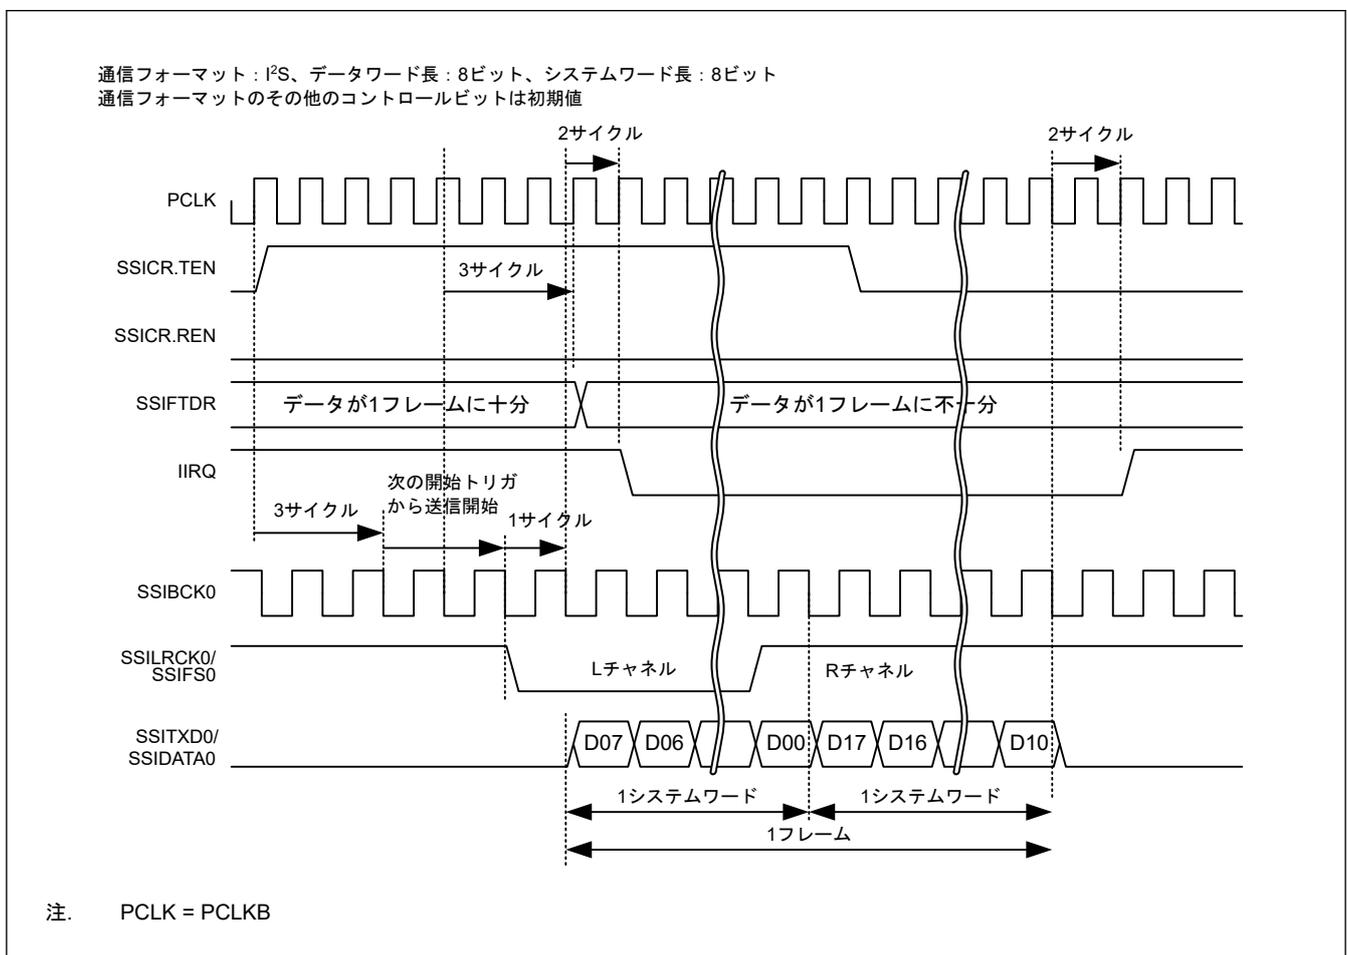 通信フォーマット：I²S、データワード長：8ビット、システムワード長：8ビット
通信フォーマットのその他のコントロールビットは初期値
2サイクル
2サイクル
PCLK
SSICR.TEN
3サイクル
SSICR.REN
SSIFTDR
データが1フレームに十分
データが1フレームに不十分
IIRQ
次の開始トリガ
から送信開始
3サイクル
1サイクル
SSIBCK0
SSILRCK0/
SSIFS0
Lチャネル
Rチャネル
SSITXD0/
SSIDATA0
D07
D06
D00
D17
D16
D10
1システムワード
1システムワード
1フレーム
注. PCLK = PCLKB